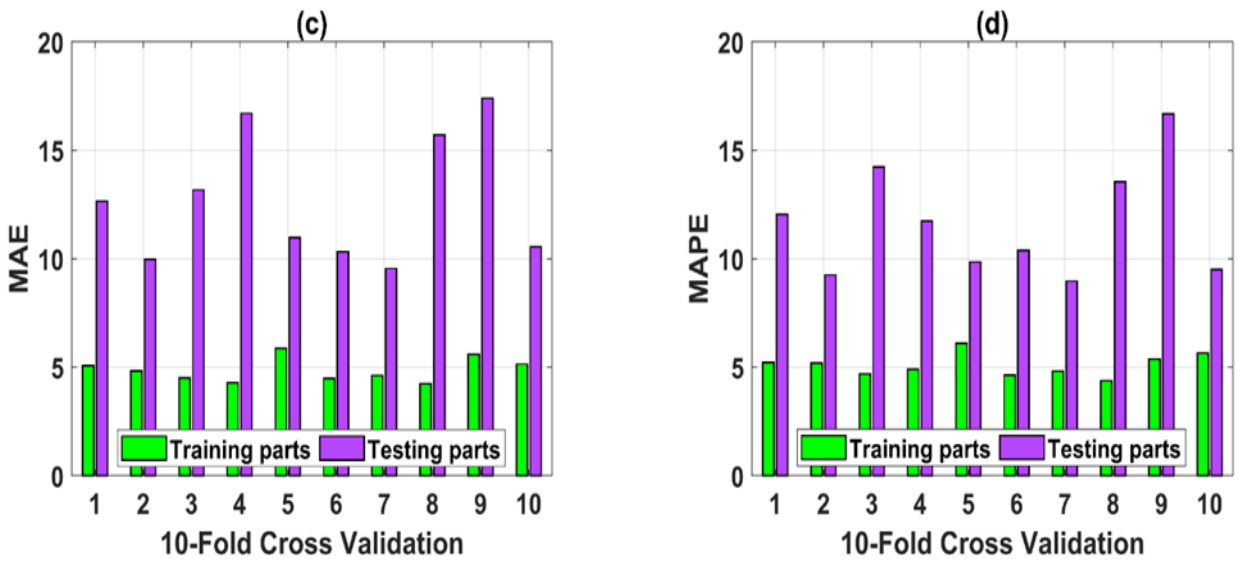 (c)
20
15
10
5
0
MAE
Training parts
Testing parts
1 2 3 4 5 6 7 8 9 10
10-Fold Cross Validation
(d)
20
15
10
5
0
MAPE
Training parts
Testing parts
1 2 3 4 5 6 7 8 9 10
10-Fold Cross Validation